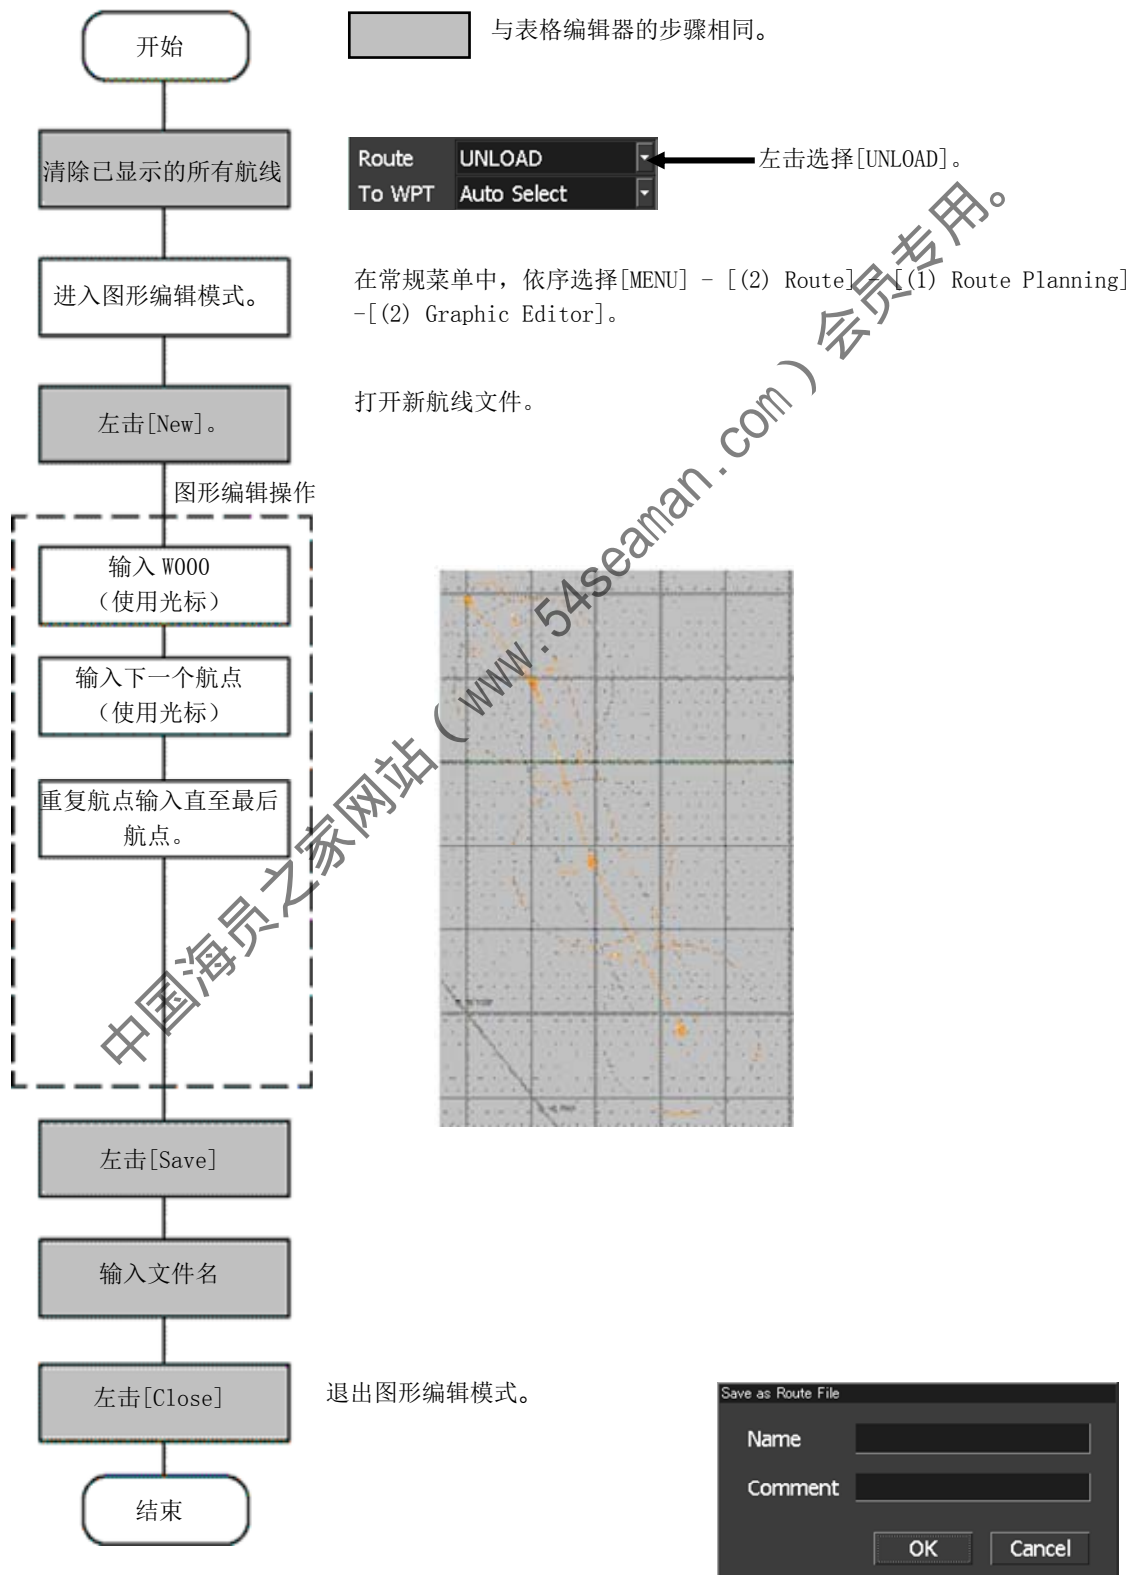 开始
与表格编辑器的步骤相同。
清除已显示的所有航线
Route UNLOAD
To WPT Auto Select
左击选择[UNLOAD]。
进入图形编辑模式。
在常规菜单中，依序选择[MENU] - [(2) Route] - [(1) Route Planning]
-[(2) Graphic Editor]。
左击[New]。
打开新航线文件。
图形编辑操作
输入 W000
（使用光标）
输入下一个航点
（使用光标）
重复航点输入直至最后
航点。
中国海员之家网站（www.54seaman.com）会员专用。
左击[Save]
输入文件名
左击[Close]
退出图形编辑模式。
结束
Save as Route File
Name
Comment
OK Cancel